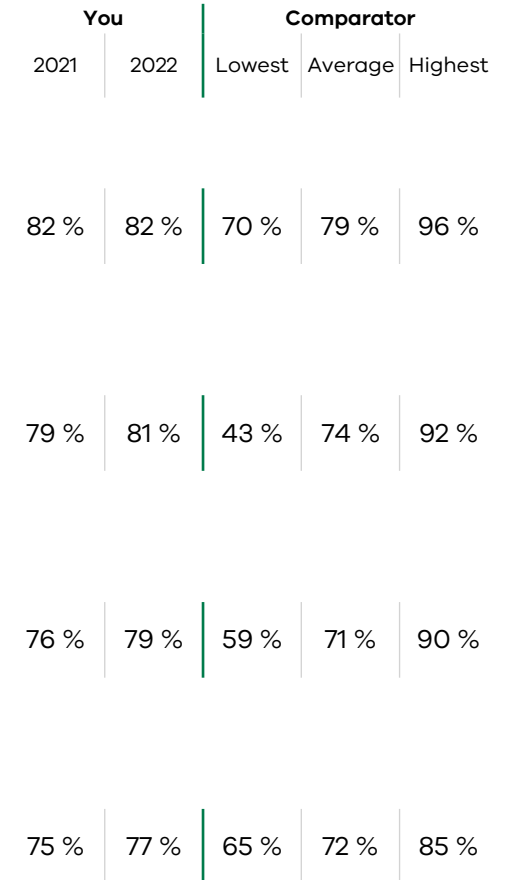 You Comparator
2021 2022 Lowest Average Highest
82 % 82 % 70 % 79 % 96 %
79 % 81 % 43 % 74 % 92 %
76 % 79 % 59 % 71 % 90 %
75 % 77 % 65 % 72 % 85 %